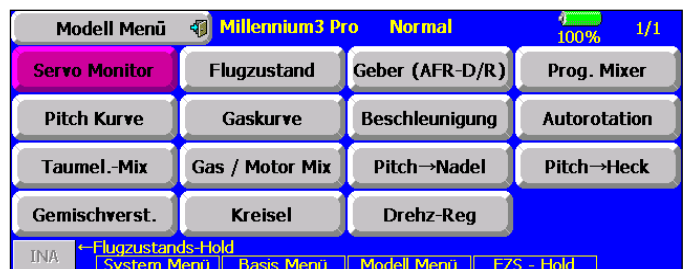 Modell Menü Millennium3 Pro Normal 100% 1/1
Servo Monitor Flugzustand Geber (AFR-D/R) Prog. Mixer
Pitch Kurve Gaskurve Beschleunigung Autorotation
Taumel.-Mix Gas / Motor Mix Pitch→Nadel Pitch→Heck
Gemischverst. Kreisel Drehz-Reg
INA ←Flugzustands-Hold
System Menü Basis Menü Modell Menü FZS - Hold